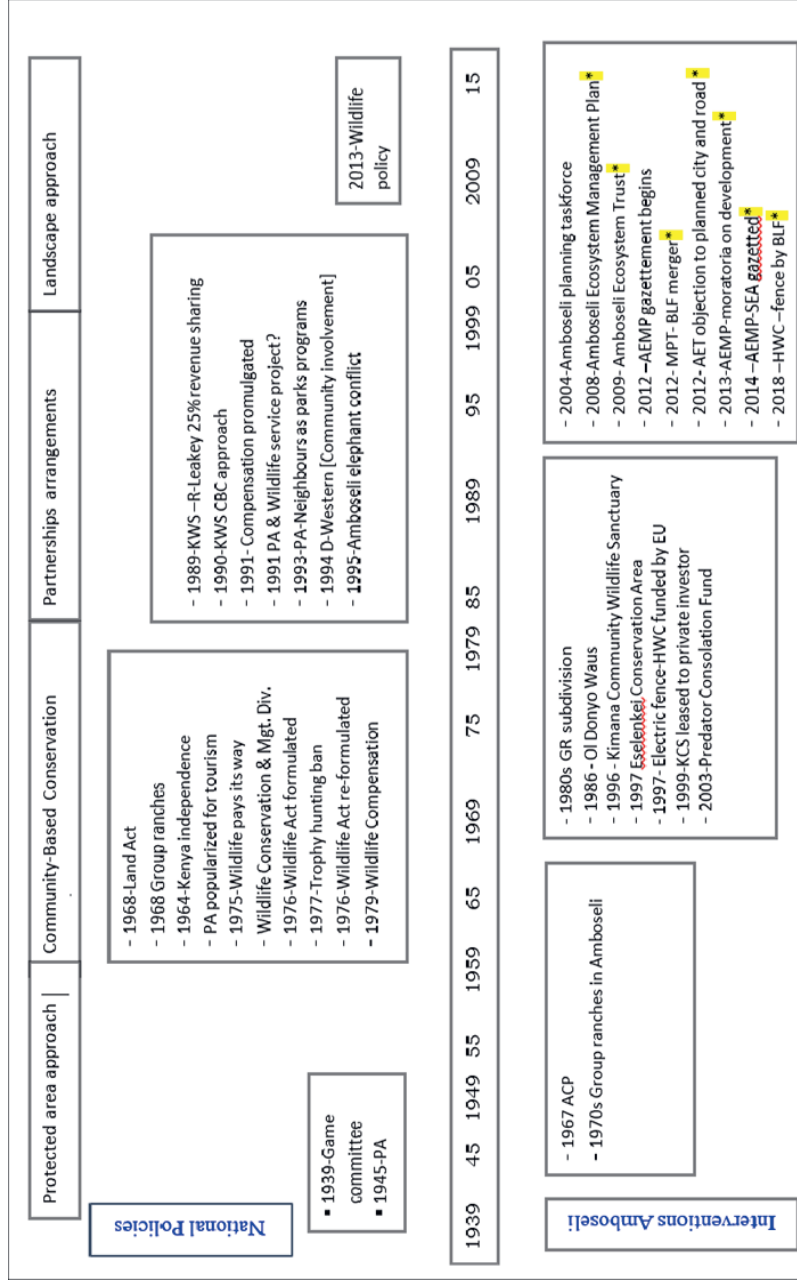 Protected area approach
Community-Based Conservation
Partnerships arrangements
Landscape approach
National Policies
▪ 1939-Game
committee
▪ 1945-PA
- 1968-Land Act
- 1968 Group ranches
- 1964-Kenya independence
- PA popularized for tourism
- 1975-Wildlife pays its way
- Wildlife Conservation & Mgt. Div.
- 1976-Wildlife Act formulated
- 1977-Trophy hunting ban
- 1976-Wildlife Act re-formulated
- 1979-Wildlife Compensation
- 1989-KWS –R-Leakey 25% revenue sharing
- 1990-KWS CBC approach
- 1991- Compensation promulgated
- 1991 PA & Wildlife service project?
- 1993-PA-Neighbours as parks programs
- 1994 D-Western [Community involvement]
- 1995-Amboseli elephant conflict
2013-Wildlife
policy
1939 45 1949 55 1959 65 1969 75 1979 85 1989 95 1999 05 2009 15
Interventions Amboseli
- 1967 ACP
- 1970s Group ranches in Amboseli
- 1980s GR subdivision
- 1986 - Ol Donyo Waus
- 1996 - Kimana Community Wildlife Sanctuary
- 1997 Eselenkei Conservation Area
- 1997- Electric fence-HWC funded by EU
- 1999-KCS leased to private investor
- 2003-Predator Consolation Fund
- 2004-Amboseli planning taskforce
- 2008-Amboseli Ecosystem Management Plan*
- 2009- Amboseli Ecosystem Trust*
- 2012 –AEMP gazettement begins
- 2012- MPT- BLF merger*
- 2012- AET objection to planned city and road *
- 2013-AEMP-moratoria on development*
- 2014 –AEMP-SEA gazetted*
- 2018 –HWC –fence by BLF*